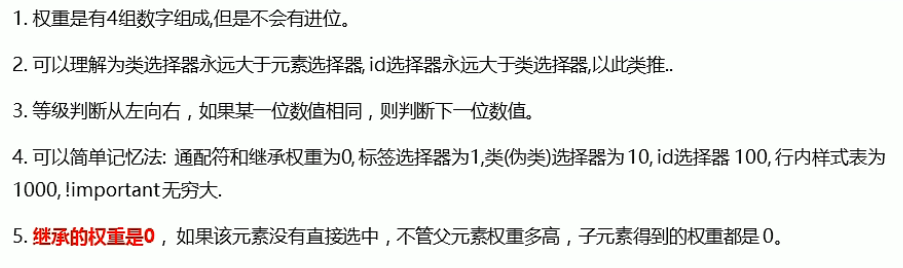 1. 权重是有4组数字组成,但是不会有进位。
2. 可以理解为类选择器永远大于元素选择器, id选择器永远大于类选择器,以此类推..
3. 等级判断从左向右，如果某一位数值相同，则判断下一位数值。
4. 可以简单记忆法: 通配符和继承权重为0, 标签选择器为1,类(伪类)选择器为 10, id选择器 100, 行内样式表为
1000, !important 无穷大.
5. 继承的权重是0， 如果该元素没有直接选中，不管父元素权重多高，子元素得到的权重都是 0。